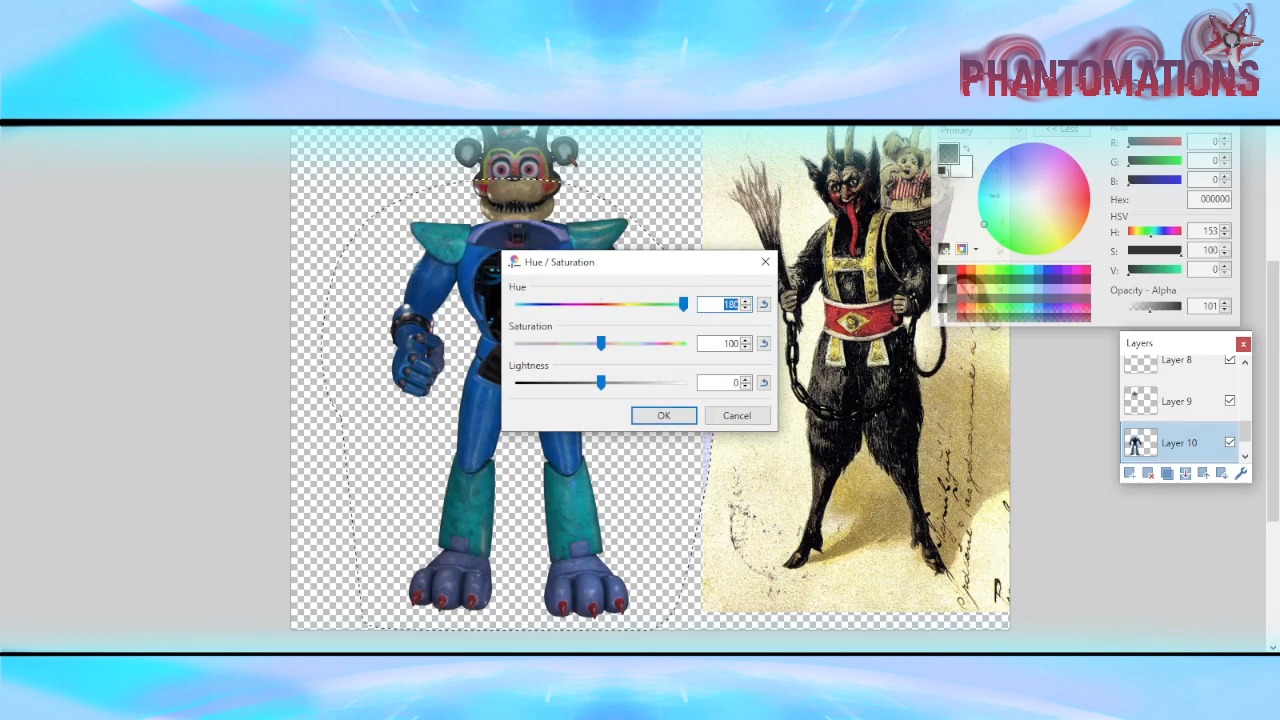 PHANTOMATIONS
Primary
<< Less
R:
0
G:
0
B:
0
Hex:
000000
HSV
H:
153
S:
100
V:
0
Opacity - Alpha
101
Hue / Saturation
Hue
180
Saturation
100
Lightness
0
OK
Cancel
Layers
Layer 8
Layer 9
Layer 10